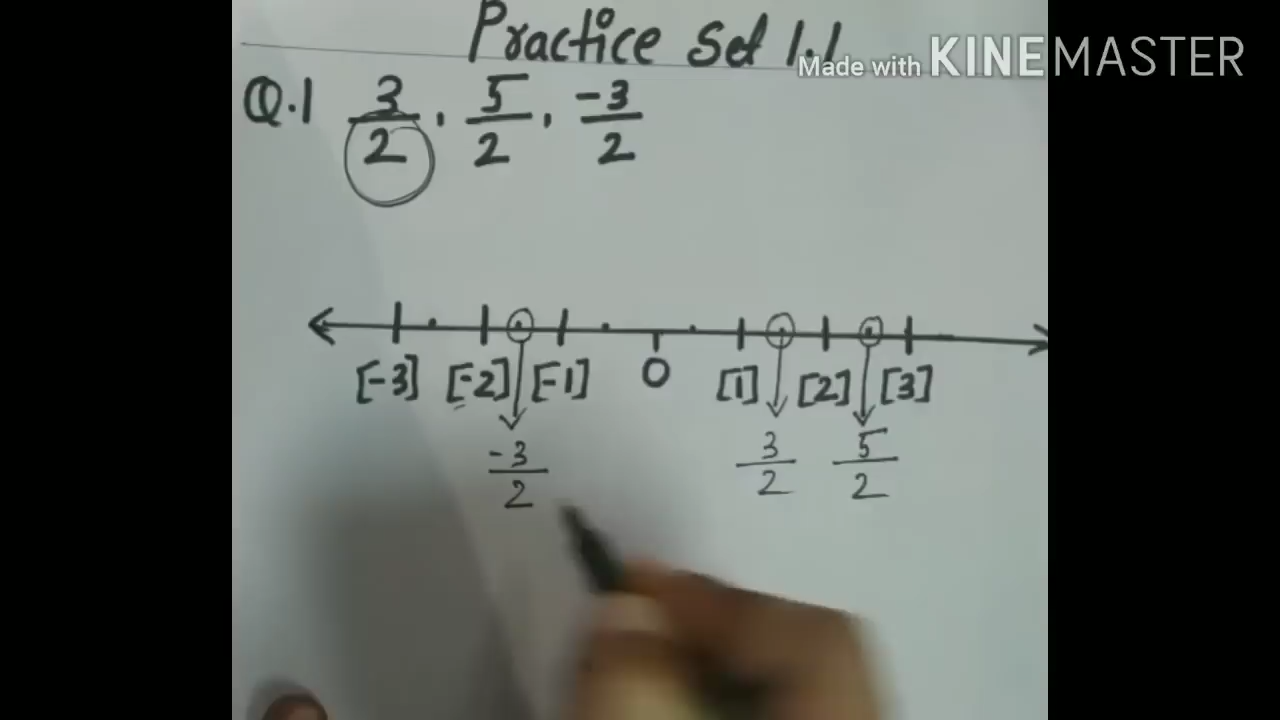 Practice Set 1.1
Made with KINEMASTER
Q.1 3/2, 5/2, -3/2
[-3] [-2] [-1] 0 [1] [2] [3]
-3/2 3/2 5/2